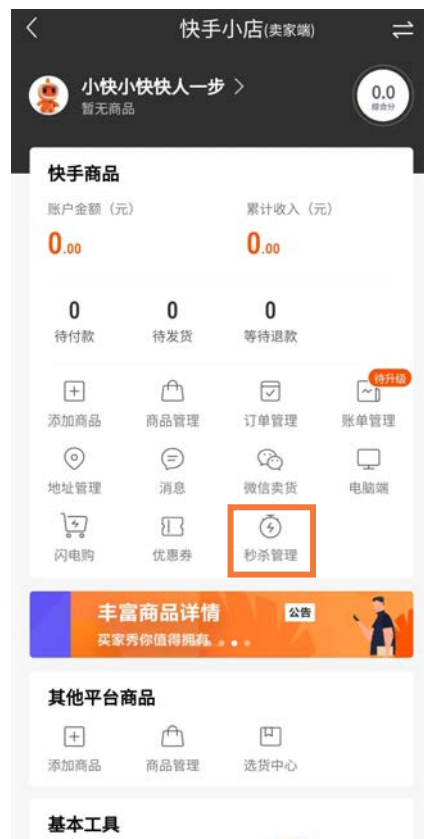 快手小店(卖家端)
小快小快快人一步
暂无商品
0.0
综合分
快手商品
账户金额（元） 累计收入（元）
0.00 0.00
0 0 0
待付款 待发货 等待退款
待升级
添加商品 商品管理 订单管理 账单管理
地址管理 消息 微信卖货 电脑端
闪电购 优惠券 秒杀管理
丰富商品详情 公告
买家秀你值得拥有
其他平台商品
添加商品 商品管理 选货中心
基本工具